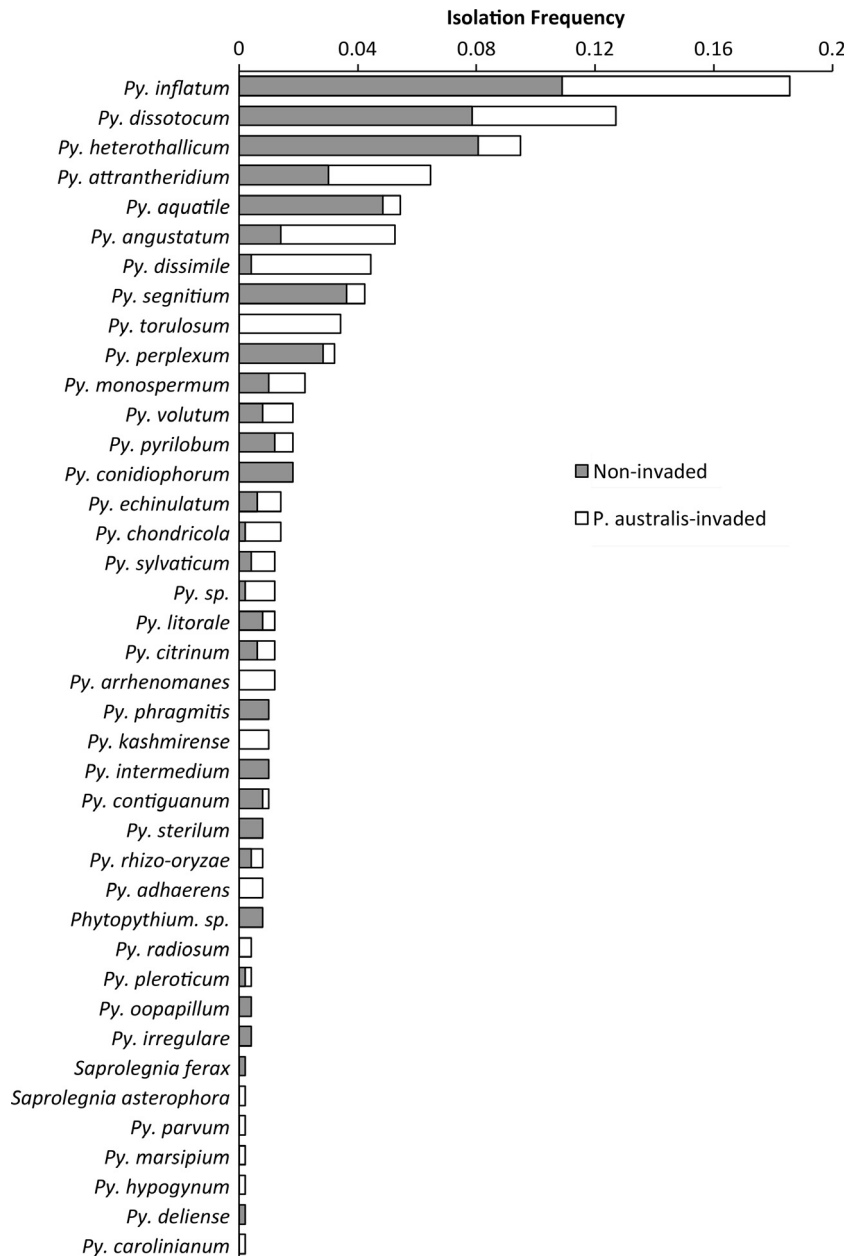 Isolation Frequency
0 0.04 0.08 0.12 0.16 0.2
Py. inflatum
Py. dissotocum
Py. heterothallicum
Py. attrantheridium
Py. aquatile
Py. angustatum
Py. dissimile
Py. segnitium
Py. torulosum
Py. perplexum
Py. monospermum
Py. volutum
Py. pyrilobum
Py. conidiophorum
Non-invaded
Py. echinulatum
P. australis-invaded
Py. chondricola
Py. sylvaticum
Py. sp.
Py. litorale
Py. citrinum
Py. arrhenomanes
Py. phragmitis
Py. kashmirense
Py. intermedium
Py. contiguanum
Py. sterilum
Py. rhizo-oryzae
Py. adhaerens
Phytopythium. sp.
Py. radiosum
Py. pleroticum
Py. oopapillum
Py. irregulare
Saprolegnia ferax
Saprolegnia asterophora
Py. parvum
Py. marsipium
Py. hypogynum
Py. deliense
Py. carolinianum